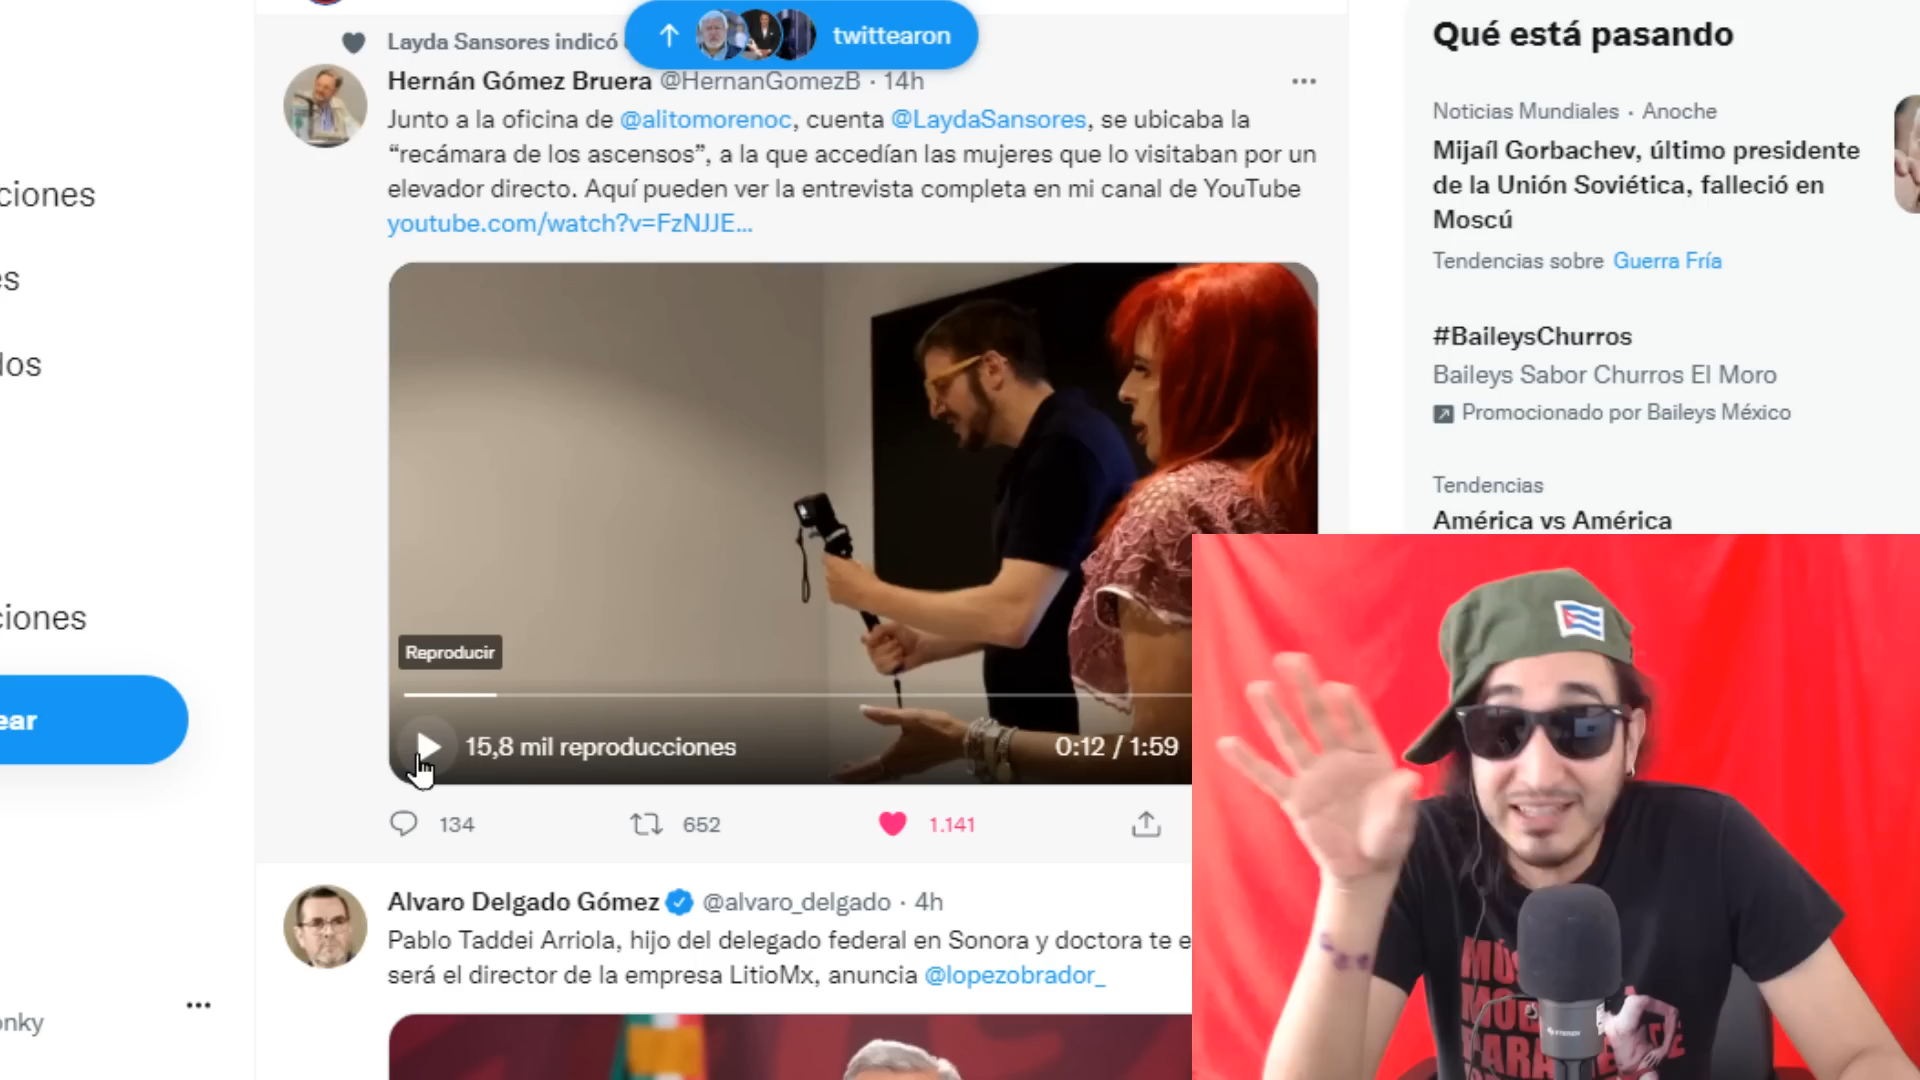 twittearon
Layda Sansores indicó
Hernán Gómez Bruera @HernanGomezB · 14h
Junto a la oficina de @alitomorenoc, cuenta @LaydaSansores, se ubicaba la
“recámara de los ascensos”, a la que accedían las mujeres que lo visitaban por un
elevador directo. Aquí pueden ver la entrevista completa en mi canal de YouTube
youtube.com/watch?v=FzNJJE...
Reproducir
15,8 mil reproducciones
0:12 / 1:59
134
652
1.141
Alvaro Delgado Gómez @alvaro_delgado · 4h
Pablo Taddei Arriola, hijo del delegado federal en Sonora y doctora te e
será el director de la empresa LitioMx, anuncia @lopezobrador_
Qué está pasando
Noticias Mundiales · Anoche
Mijaíl Gorbachev, último presidente
de la Unión Soviética, falleció en
Moscú
Tendencias sobre Guerra Fría
#BaileysChurros
Baileys Sabor Churros El Moro
Promocionado por Baileys México
Tendencias
América vs América
ciones
es
dos
ciones
ear
onky